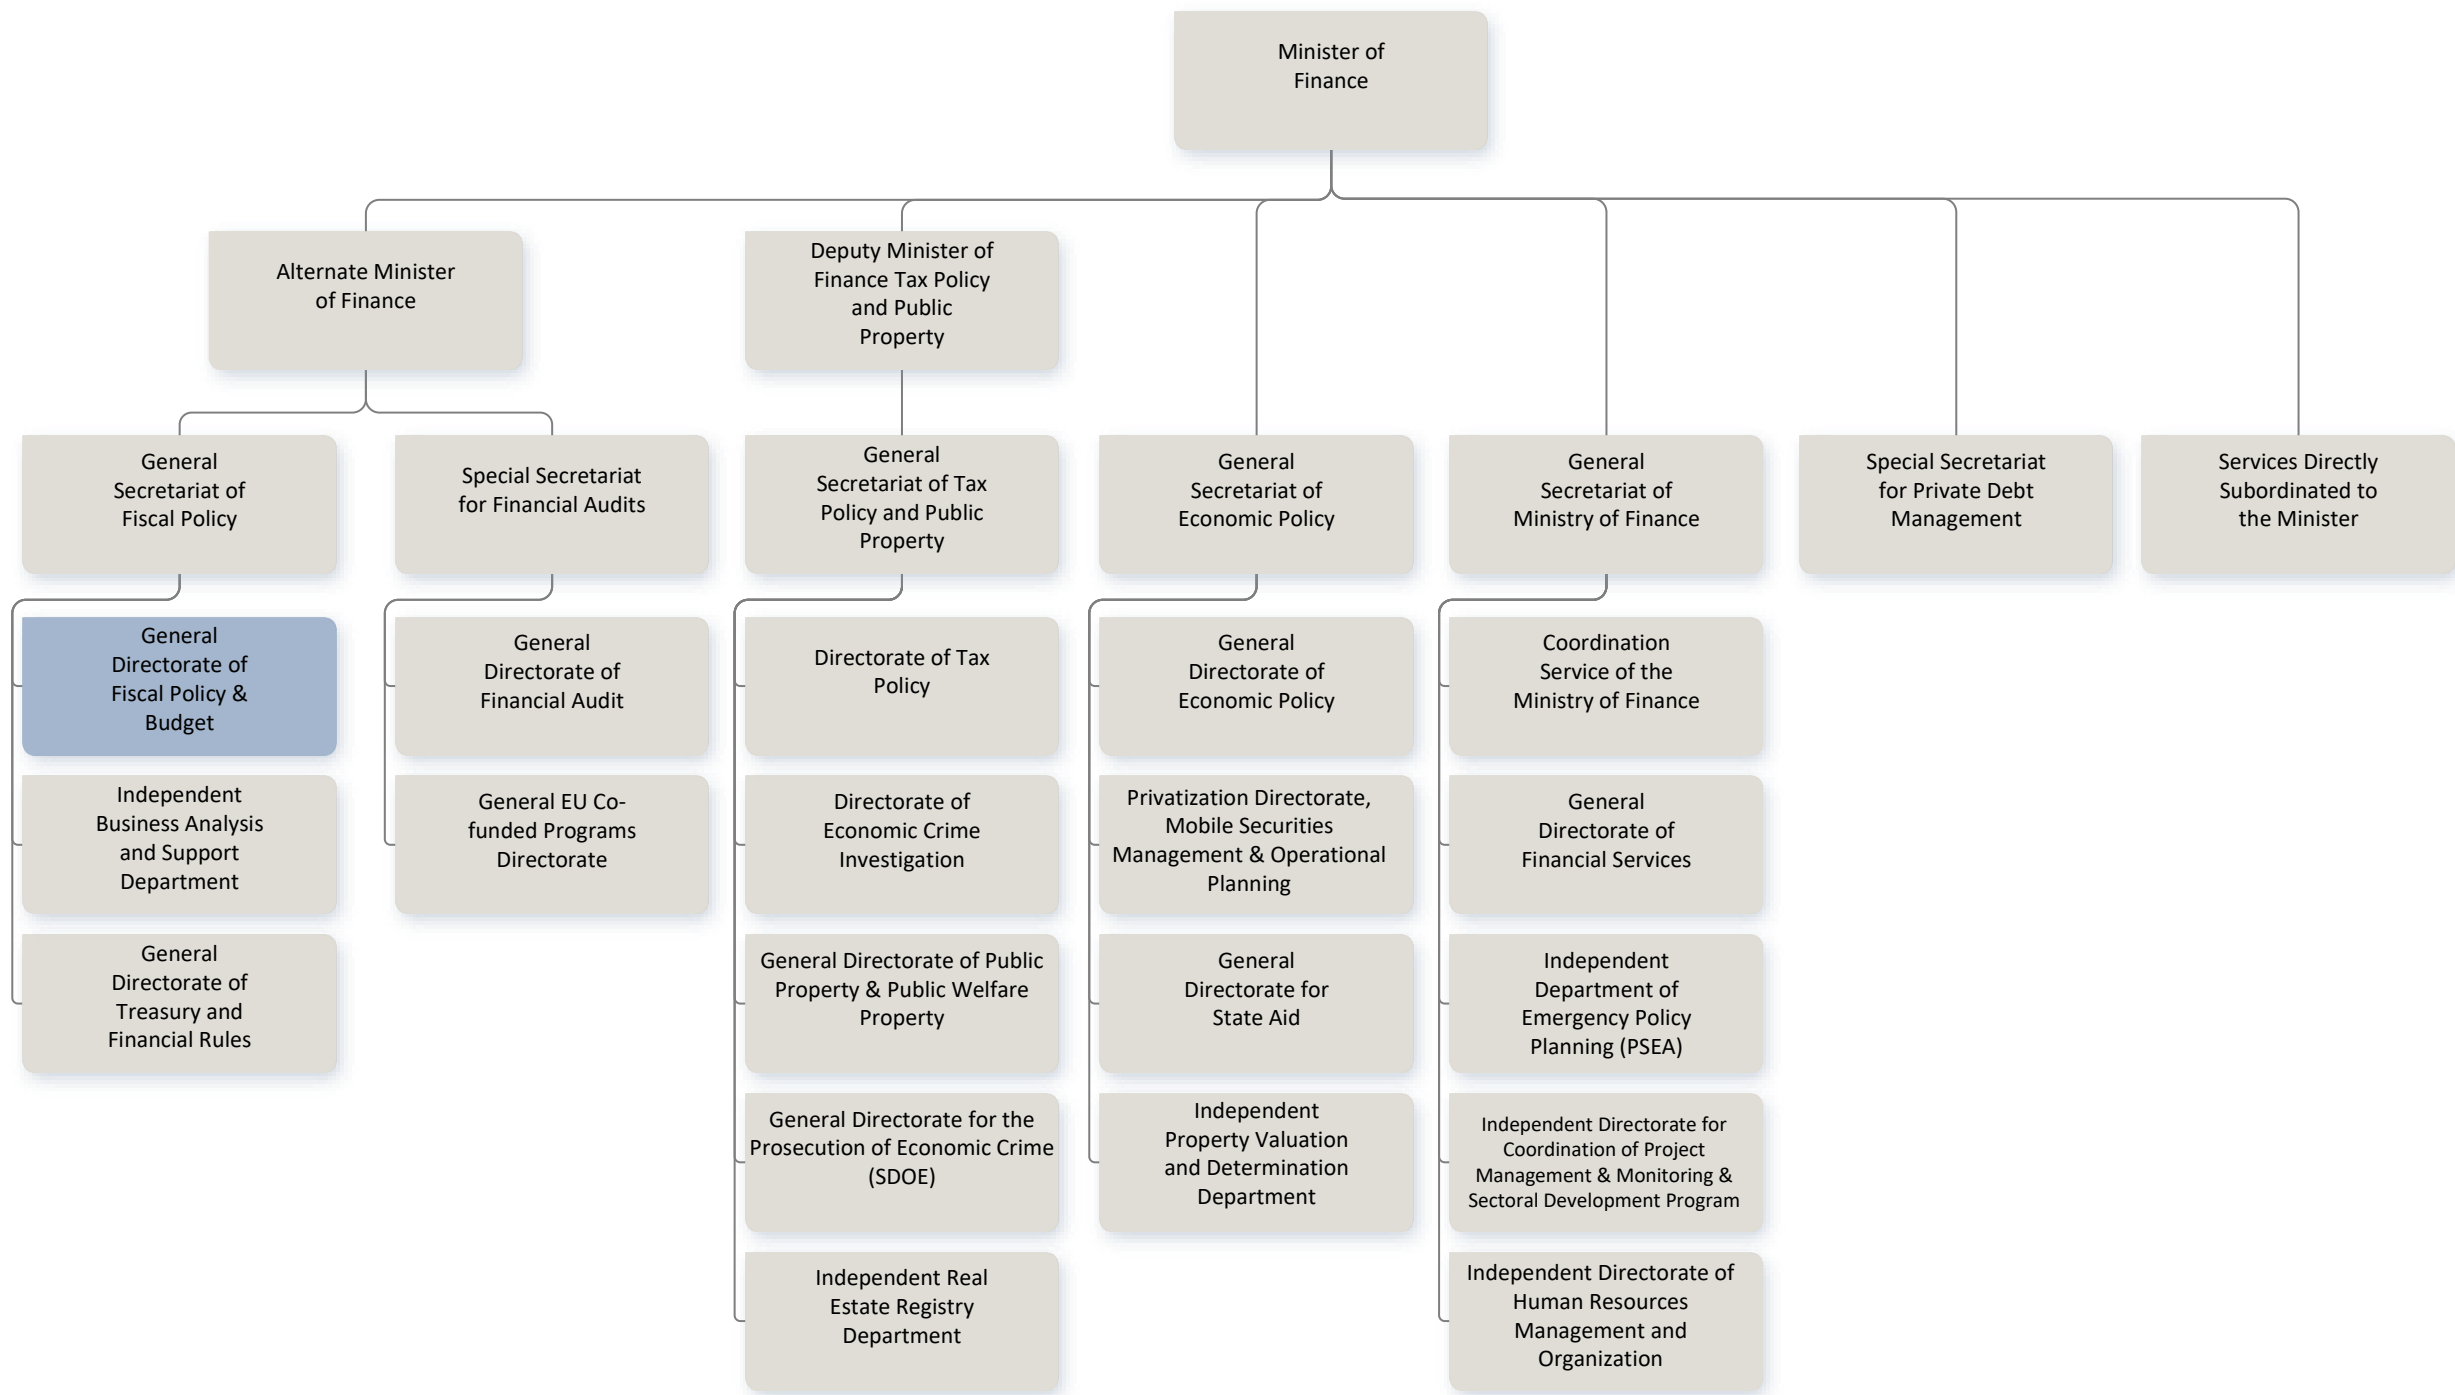 Minister of
Finance
Alternate Minister
of Finance
Deputy Minister of
Finance Tax Policy
and Public
Property
General
Secretariat of
Fiscal Policy
Special Secretariat
for Financial Audits
General
Secretariat of Tax
Policy and Public
Property
General
Secretariat of
Economic Policy
General
Secretariat of
Ministry of Finance
Special Secretariat
for Private Debt
Management
Services Directly
Subordinated to
the Minister
General
Directorate of
Fiscal Policy &
Budget
General
Directorate of
Financial Audit
Directorate of Tax
Policy
General
Directorate of
Economic Policy
Coordination
Service of the
Ministry of Finance
Independent
Business Analysis
and Support
Department
General EU Co-
funded Programs
Directorate
Directorate of
Economic Crime
Investigation
Privatization Directorate,
Mobile Securities
Management & Operational
Planning
General
Directorate of
Financial Services
General
Directorate of
Treasury and
Financial Rules
General Directorate of Public
Property & Public Welfare
Property
General
Directorate for
State Aid
Independent
Department of
Emergency Policy
Planning (PSEA)
General Directorate for the
Prosecution of Economic Crime
(SDOE)
Independent
Property Valuation
and Determination
Department
Independent Directorate for
Coordination of Project
Management & Monitoring &
Sectoral Development Program
Independent Real
Estate Registry
Department
Independent Directorate of
Human Resources
Management and
Organization